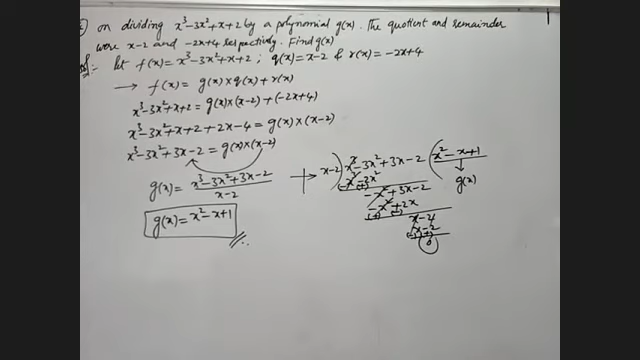 on dividing x³-3x²+x+2 by a polynomial g(x). The quotient and remainder
were x-2 and -2x+4 respectively. Find g(x)
Sol:- let f(x) = x³-3x²+x+2 ; q(x) = x-2 & r(x) = -2x+4
→ f(x) = g(x) × q(x) + r(x)
x³-3x²+x+2 = g(x) × (x-2) + (-2x+4)
x³-3x²+x+2+2x-4 = g(x) × (x-2)
x³-3x²+3x-2 = g(x) × (x-2)
g(x) = x³-3x²+3x-2
x-2
g(x) = x²-x+1
x-2) x³-3x²+3x-2 (x²-x+1
g(x)
-x³-2x²
(-) (+)
-x²+3x-2
-x²+2x
(+) (-)
x-2
x-2
(-) (+)
0